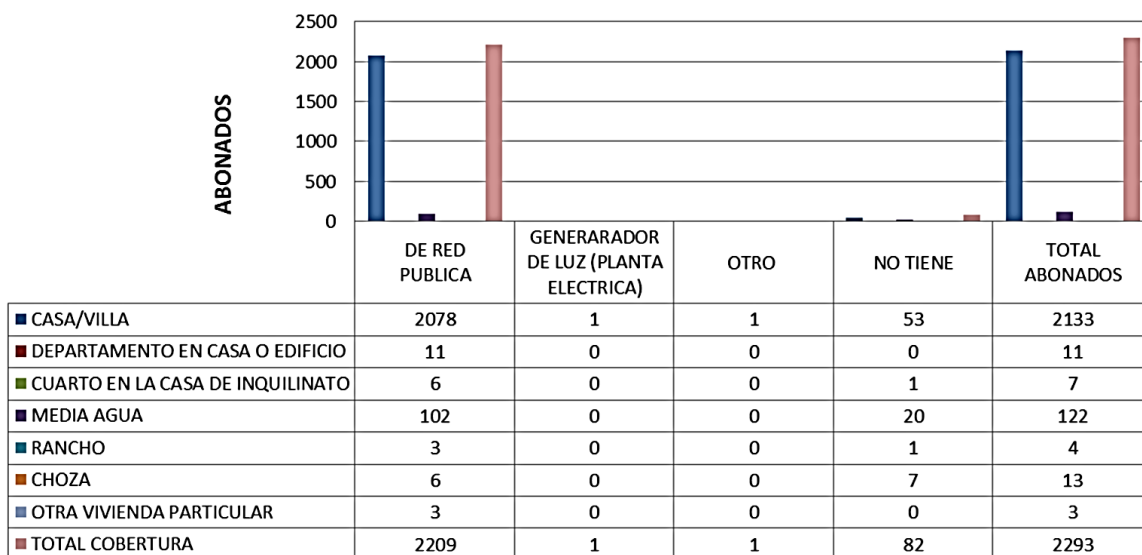 ABONADOS
2500
2000
1500
1000
500
0
DE RED
PUBLICA
GENERARADOR
DE LUZ (PLANTA
ELECTRICA)
OTRO
NO TIENE
TOTAL
ABONADOS
CASA/VILLA 2078 1 1 53 2133
DEPARTAMENTO EN CASA O EDIFICIO 11 0 0 0 11
CUARTO EN LA CASA DE INQUILINATO 6 0 0 1 7
MEDIA AGUA 102 0 0 20 122
RANCHO 3 0 0 1 4
CHOZA 6 0 0 7 13
OTRA VIVIENDA PARTICULAR 3 0 0 0 3
TOTAL COBERTURA 2209 1 1 82 2293